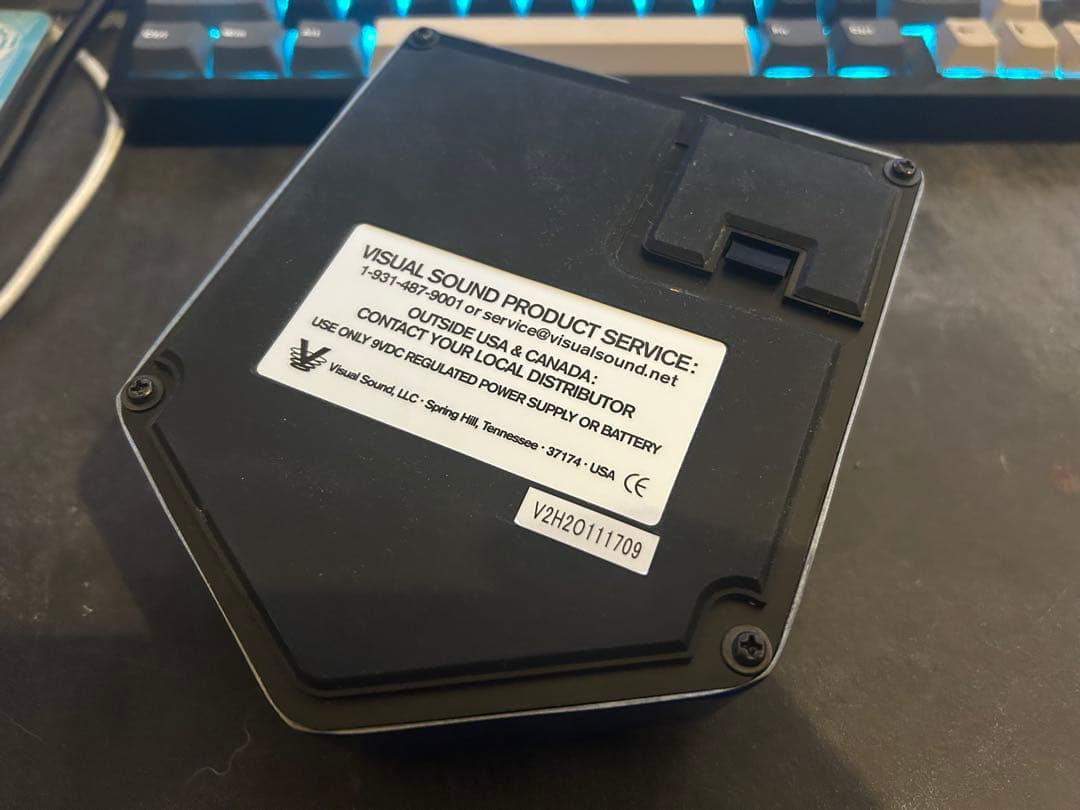 VISUAL SOUND PRODUCT SERVICE:
1-931-487-9001 or service@visualsound.net
OUTSIDE USA & CANADA:
CONTACT YOUR LOCAL DISTRIBUTOR
USE ONLY 9VDC REGULATED POWER SUPPLY OR BATTERY
Visual Sound, LLC · Spring Hill, Tennessee · 37174 · USA CE
V2H2O111709